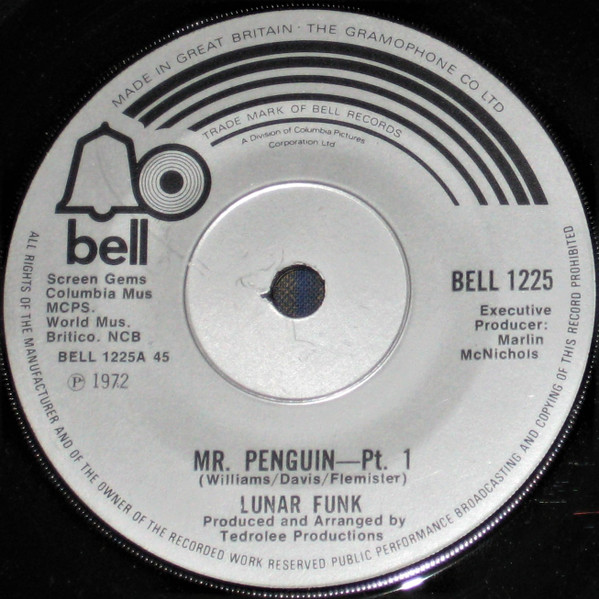 MADE IN GREAT BRITAIN · THE GRAMOPHONE CO LTD
TRADE MARK OF BELL RECORDS
A Division of Columbia Pictures
Corporation Ltd
bell
Screen Gems
Columbia Mus
MCPS.
World Mus.
Britico. NCB
BELL 1225A 45
℗ 1972
BELL 1225
Executive
Producer:
Marlin
McNichols
MR. PENGUIN—Pt. 1
(Williams/Davis/Flemister)
LUNAR FUNK
Produced and Arranged by
Tedrolee Productions
ALL RIGHTS OF THE MANUFACTURER AND OF THE OWNER OF THE RECORDED WORK RESERVED PUBLIC PERFORMANCE BROADCASTING AND COPYING OF THIS RECORD PROHIBITED